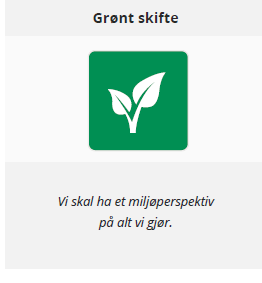 Grønt skifte
Vi skal ha et miljøperspektiv
på alt vi gjør.